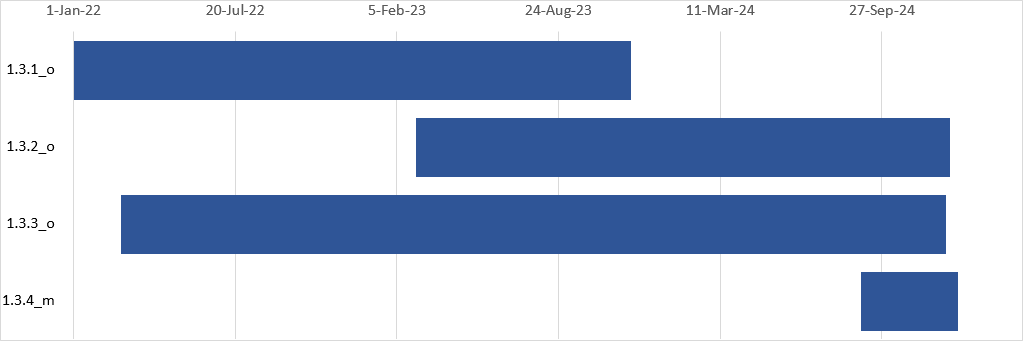 1-Jan-22 20-Jul-22 5-Feb-23 24-Aug-23 11-Mar-24 27-Sep-24
1.3.1_o
1.3.2_o
1.3.3_o
1.3.4_m